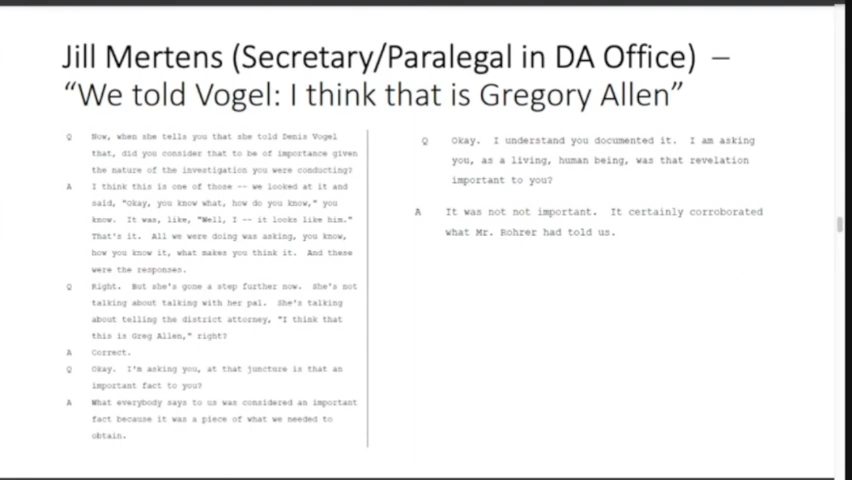 Jill Mertens (Secretary/Paralegal in DA Office) –
“We told Vogel: I think that is Gregory Allen”
Q Now, when she tells you that she told Denis Vogel
that, did you consider that to be of importance given
the nature of the investigation you were conducting?
A I think this is one of those -- we looked at it and
said, "Okay, you know what, how do you know," you
know. It was, like, "Well, I -- it looks like him."
That's it. All we were doing was asking, you know,
how you know it, what makes you think it. And these
were the responses.
Q Right. But she's gone a step further now. She's not
talking about talking with her pal. She's talking
about telling the district attorney, "I think that
this is Greg Allen," right?
A Correct.
Q Okay. I'm asking you, at that juncture is that an
important fact to you?
A What everybody says to us was considered an important
fact because it was a piece of what we needed to
obtain.
Q Okay. I understand you documented it. I am asking
you, as a living, human being, was that revelation
important to you?
A It was not not important. It certainly corroborated
what Mr. Rohrer had told us.